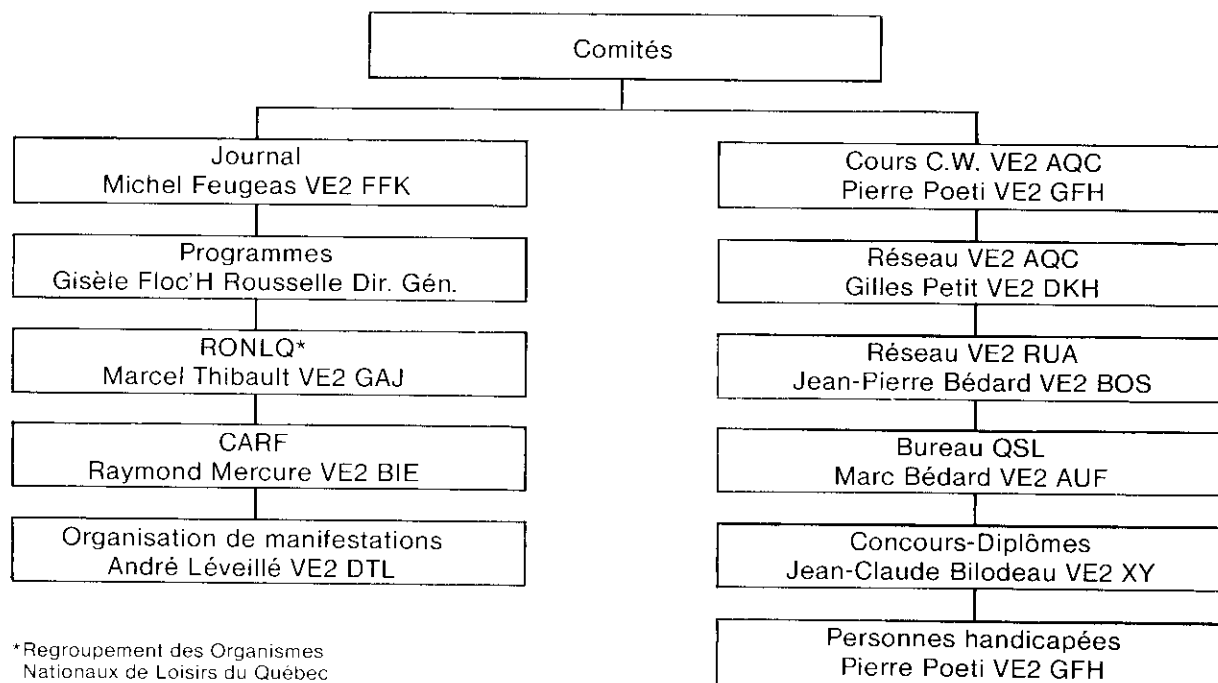 Comités
Journal
Michel Feugeas VE2 FFK
Programmes
Gisèle Floc'H Rousselle Dir. Gén.
RONLQ*
Marcel Thibault VE2 GAJ
CARF
Raymond Mercure VE2 BIE
Organisation de manifestations
André Léveillé VE2 DTL
*Regroupement des Organismes
Nationaux de Loisirs du Québec
Cours C.W. VE2 AQC
Pierre Poeti VE2 GFH
Réseau VE2 AQC
Gilles Petit VE2 DKH
Réseau VE2 RUA
Jean-Pierre Bédard VE2 BOS
Bureau QSL
Marc Bédard VE2 AUF
Concours-Diplômes
Jean-Claude Bilodeau VE2 XY
Personnes handicapées
Pierre Poeti VE2 GFH